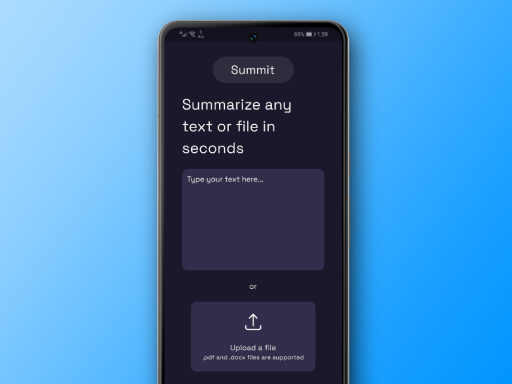 69% 1:59
Summit
Summarize any
text or file in
seconds
Type your text here...
or
Upload a file
.pdf and .docx files are supported